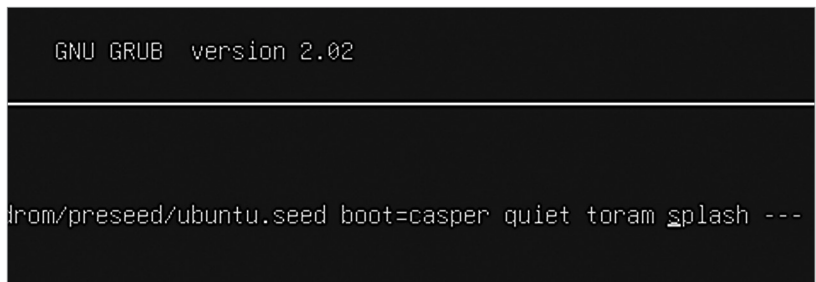 GNU GRUB version 2.02
drom/preseed/ubuntu.seed boot=casper quiet toram splash ---